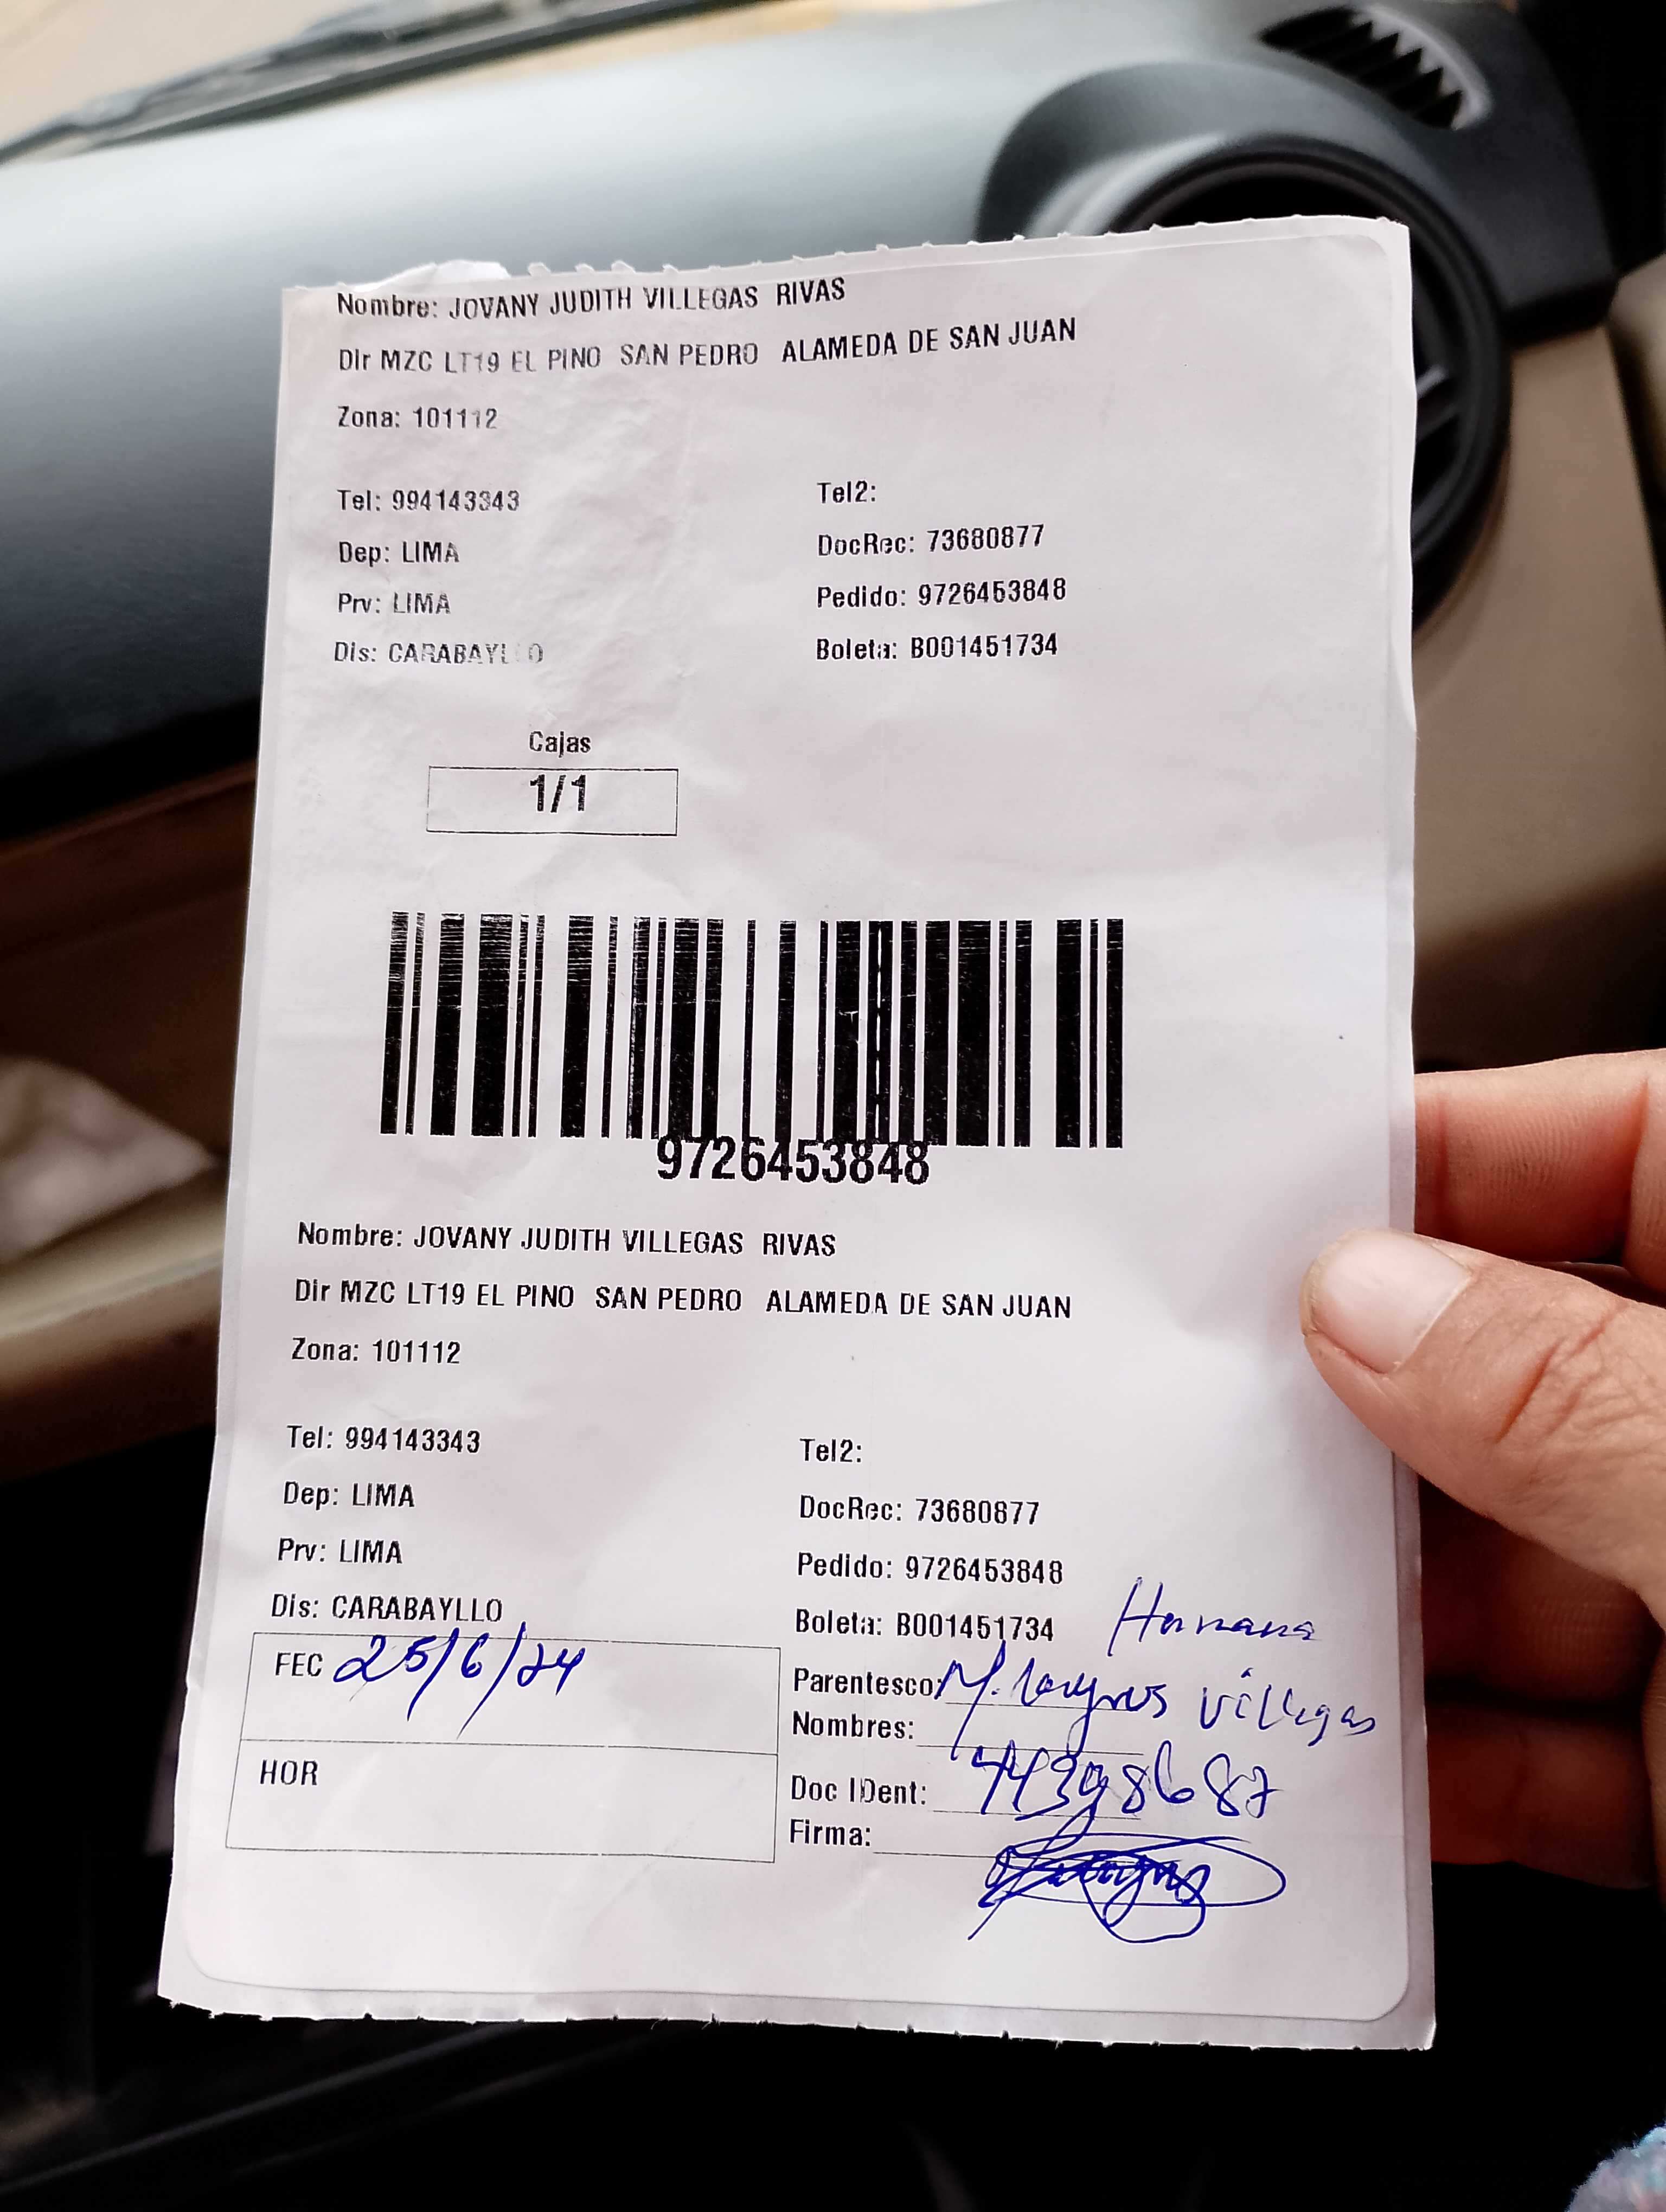 Nombre: JOVANY JUDITH VILLEGAS RIVAS
Dir MZC LT19 EL PINO SAN PEDRO ALAMEDA DE SAN JUAN
Zona: 101112
Tel: 994143343
Tel2:
Dep: LIMA
DocRec: 73680877
Prv: LIMA
Pedido: 9726453848
Dis: CARABAYLLO
Boleta: B001451734
Cajas
1/1
9726453848
Nombre: JOVANY JUDITH VILLEGAS RIVAS
Dir MZC LT19 EL PINO SAN PEDRO ALAMEDA DE SAN JUAN
Zona: 101112
Tel: 994143343
Tel2:
Dep: LIMA
DocRec: 73680877
Prv: LIMA
Pedido: 9726453848
Dis: CARABAYLLO
Boleta: B001451734 Hermana
FEC 25/6/24
Parentesco: Milagros Villegas
Nombres:
HOR
Doc IDent: 44398687
Firma: